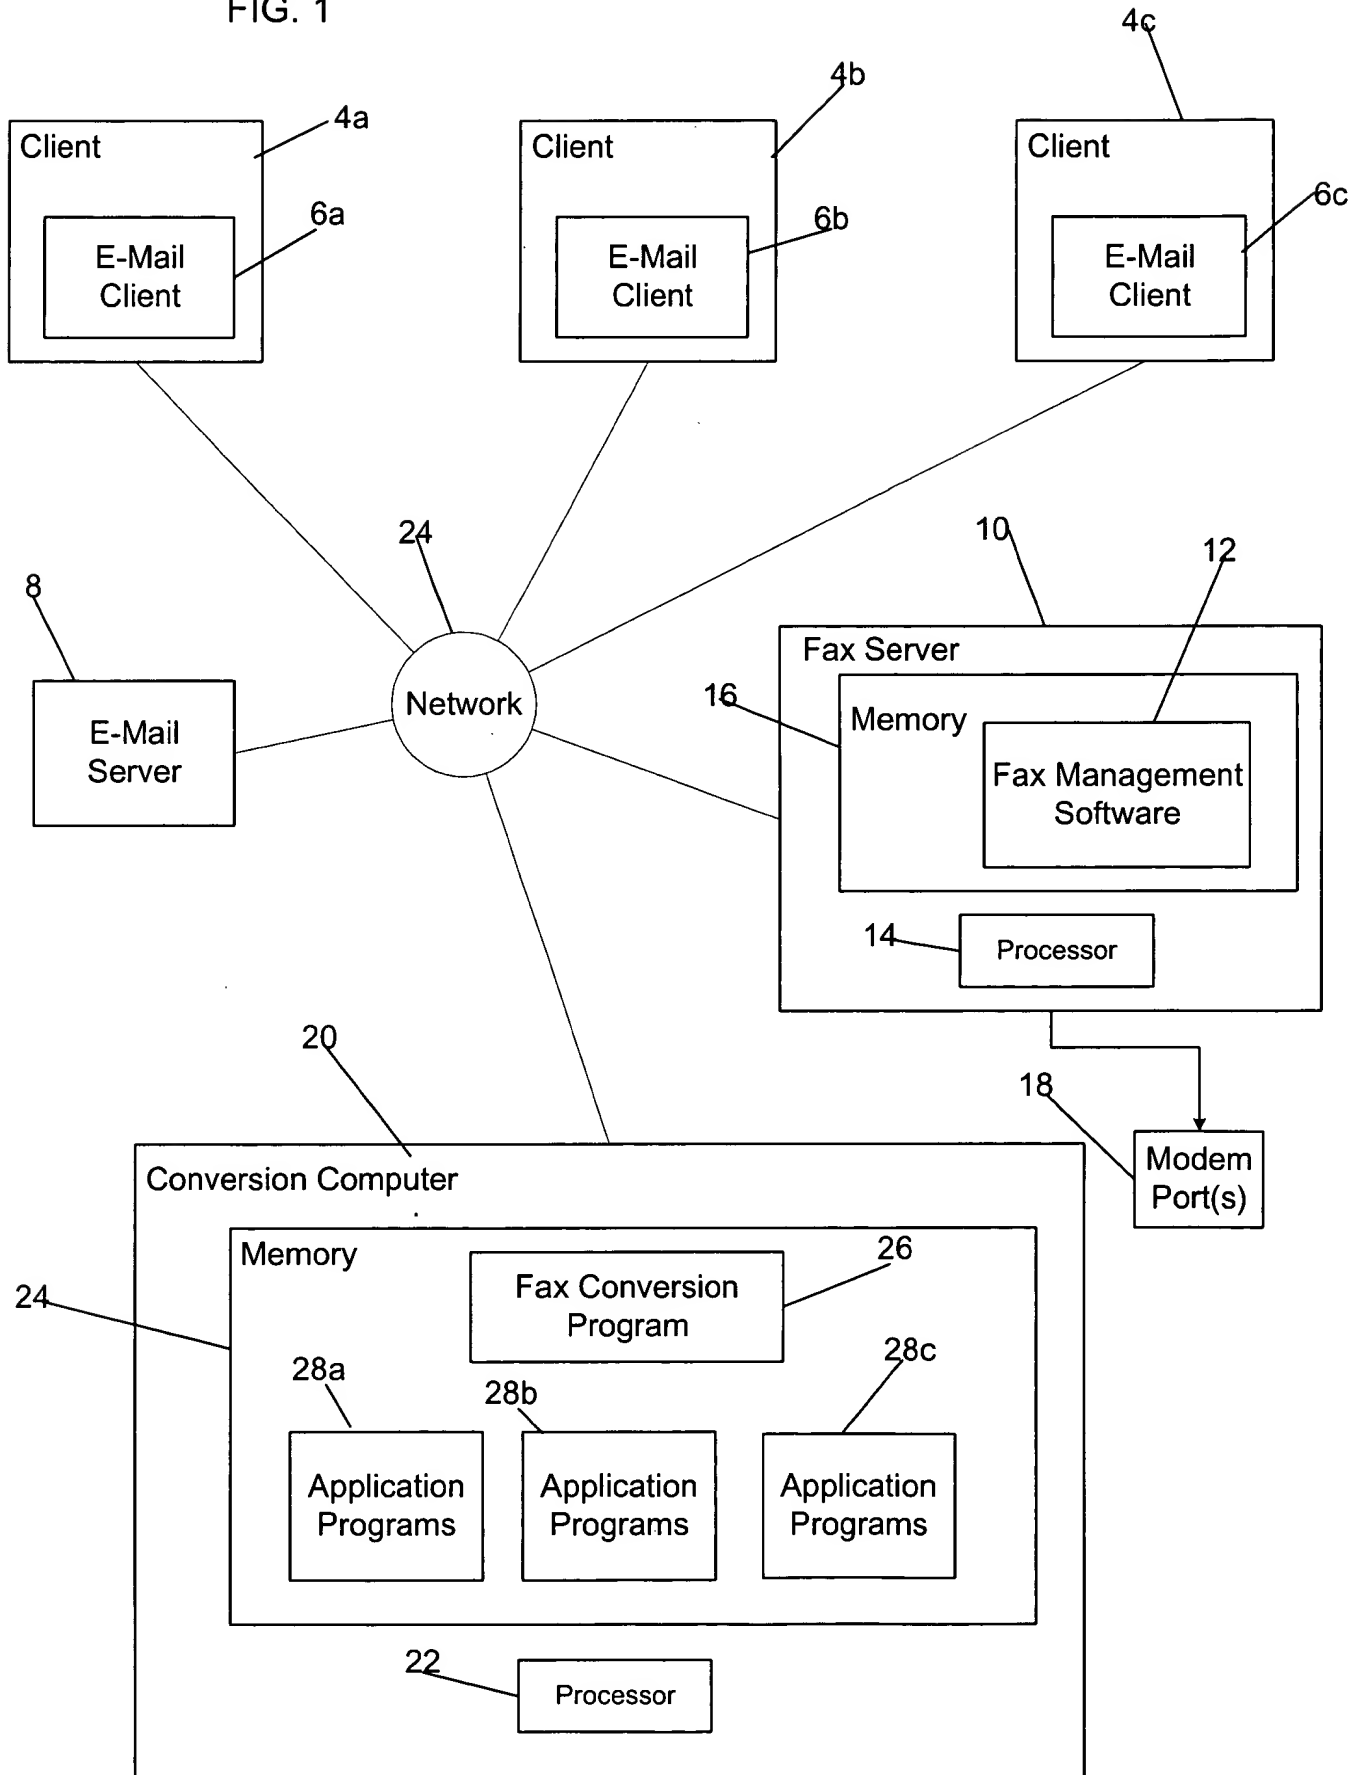 FIG. 1
4c
4b
4a
Client
Client
Client
6a
6b
6c
E-Mail
Client
E-Mail
Client
E-Mail
Client
24
10
12
8
Fax Server
16
Memory
Network
E-Mail
Server
Fax Management
Software
14
Processor
20
18
Modem
Port(s)
Conversion Computer
Memory
26
Fax Conversion
Program
24
28a
28b
28c
Application
Programs
Application
Programs
Application
Programs
22
Processor